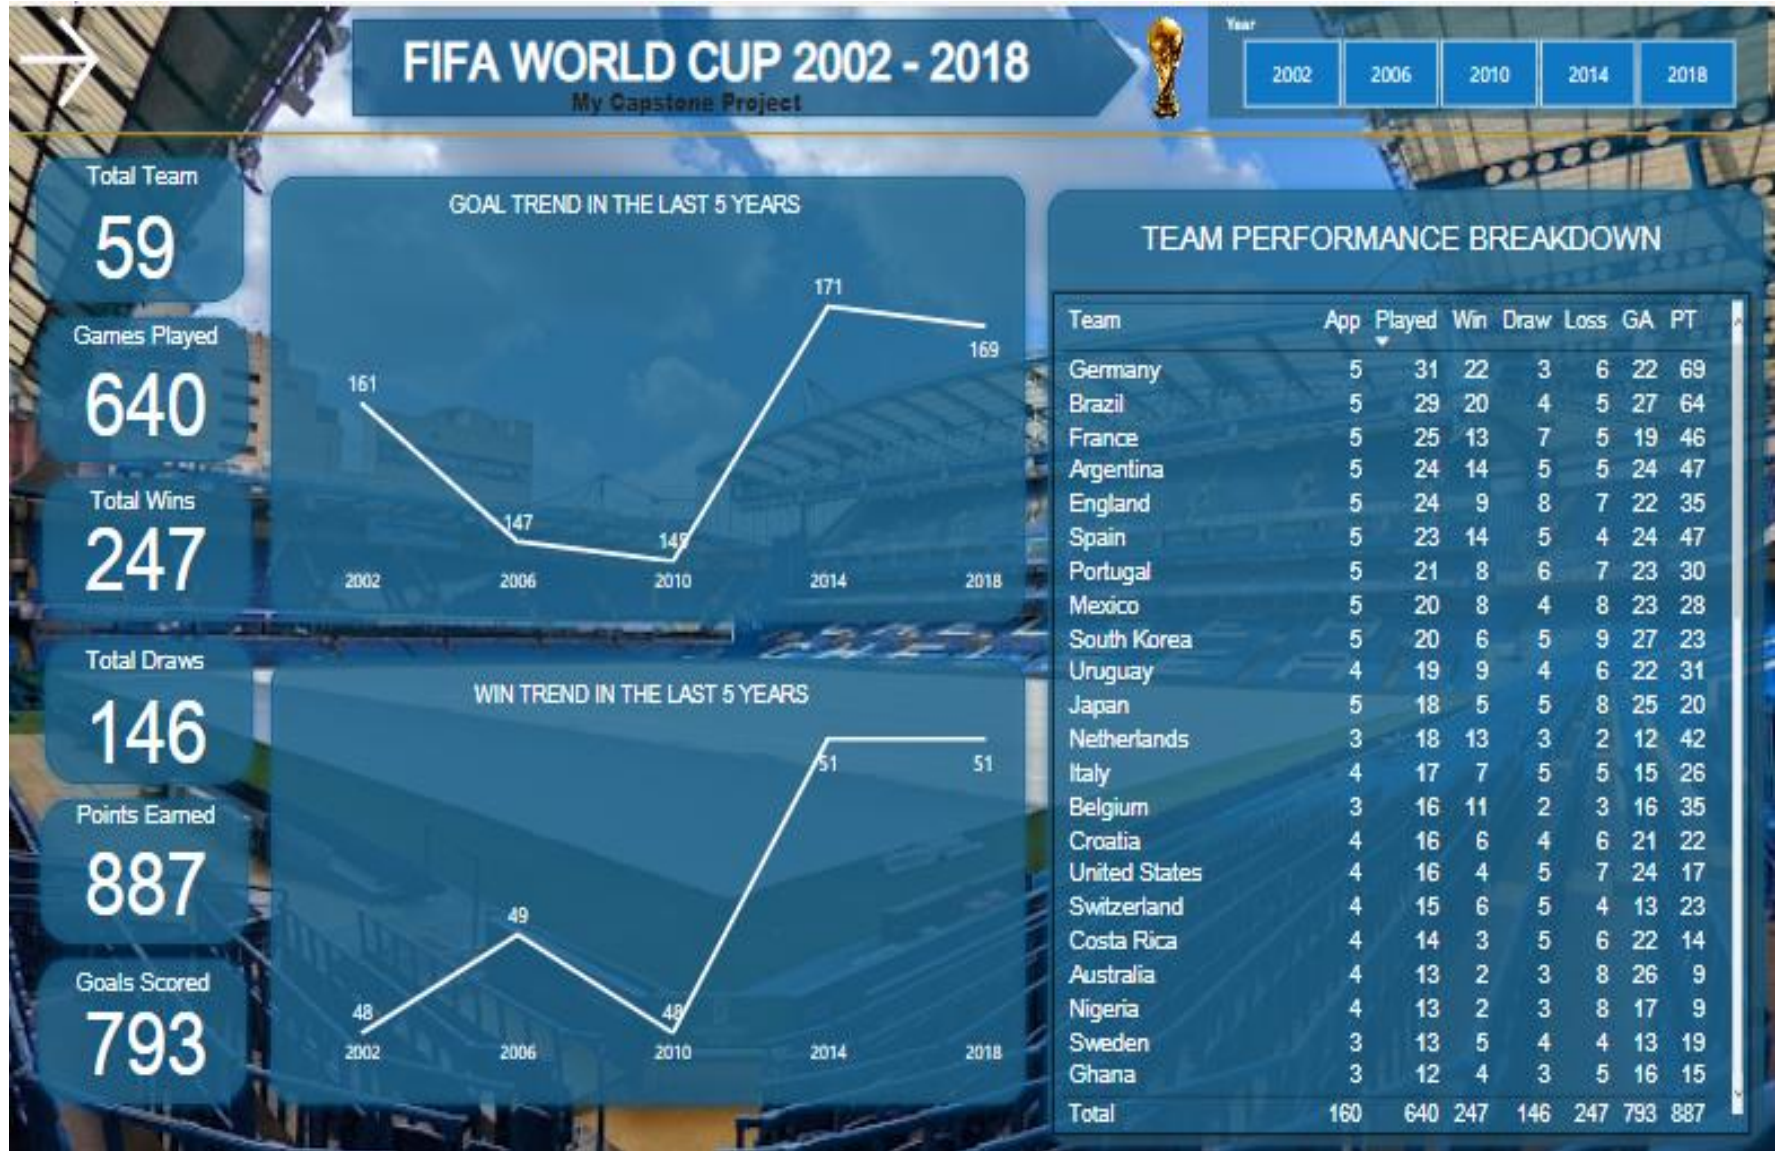 FIFA WORLD CUP 2002 - 2018
My Capstone Project
Year
2002 2006 2010 2014 2018
Total Team
59
Games Played
640
Total Wins
247
Total Draws
146
Points Earned
887
Goals Scored
793
GOAL TREND IN THE LAST 5 YEARS
161
147
145
171
169
2002 2006 2010 2014 2018
WIN TREND IN THE LAST 5 YEARS
48
49
48
51
51
2002 2006 2010 2014 2018
TEAM PERFORMANCE BREAKDOWN
Team App Played Win Draw Loss GA PT
Germany 5 31 22 3 6 22 69
Brazil 5 29 20 4 5 27 64
France 5 25 13 7 5 19 46
Argentina 5 24 14 5 5 24 47
England 5 24 9 8 7 22 35
Spain 5 23 14 5 4 24 47
Portugal 5 21 8 6 7 23 30
Mexico 5 20 8 4 8 23 28
South Korea 5 20 6 5 9 27 23
Uruguay 4 19 9 4 6 22 31
Japan 5 18 5 5 8 25 20
Netherlands 3 18 13 3 2 12 42
Italy 4 17 7 5 5 15 26
Belgium 3 16 11 2 3 16 35
Croatia 4 16 6 4 6 21 22
United States 4 16 4 5 7 24 17
Switzerland 4 15 6 5 4 13 23
Costa Rica 4 14 3 5 6 22 14
Australia 4 13 2 3 8 26 9
Nigeria 4 13 2 3 8 17 9
Sweden 3 13 5 4 4 13 19
Ghana 3 12 4 3 5 16 15
Total 160 640 247 146 247 793 887